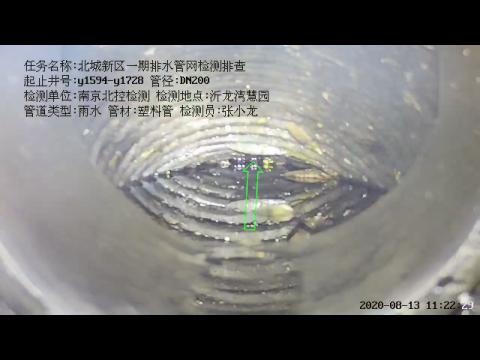 任务名称:北城新区一期排水管网检测排查
起止井号:y1594-y1728 管径:DN200
检测单位:南京北控检测 检测地点:沂龙湾慧园
管道类型:雨水 管材:塑料管 检测员:张小龙
2020-08-13 11:22:23